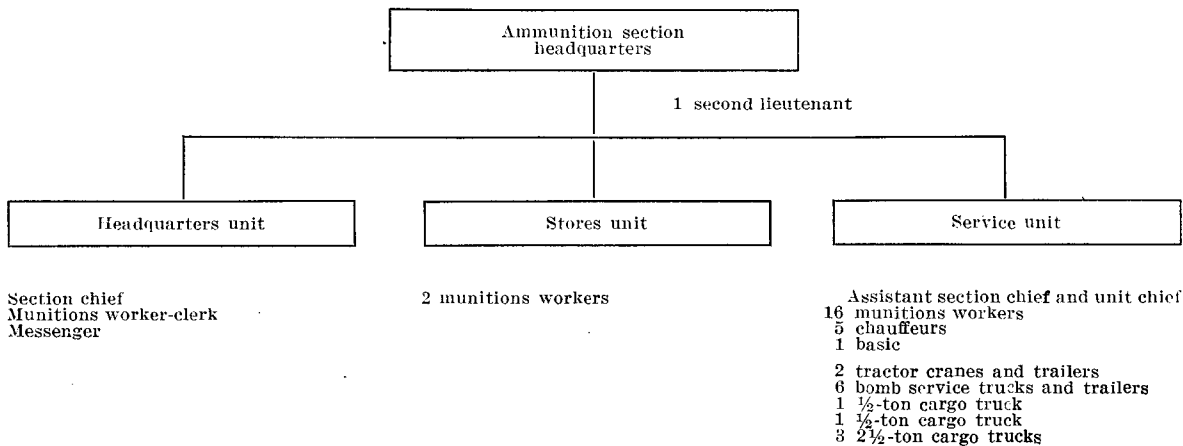 Ammunition section
headquarters
1 second lieutenant
Headquarters unit
Stores unit
Service unit
Section chief
Munitions worker-clerk
Messenger
2 munitions workers
Assistant section chief and unit chief
16 munitions workers
5 chauffeurs
1 basic
2 tractor cranes and trailers
6 bomb service trucks and trailers
1 ½-ton cargo truck
1 ½-ton cargo truck
3 2½-ton cargo trucks